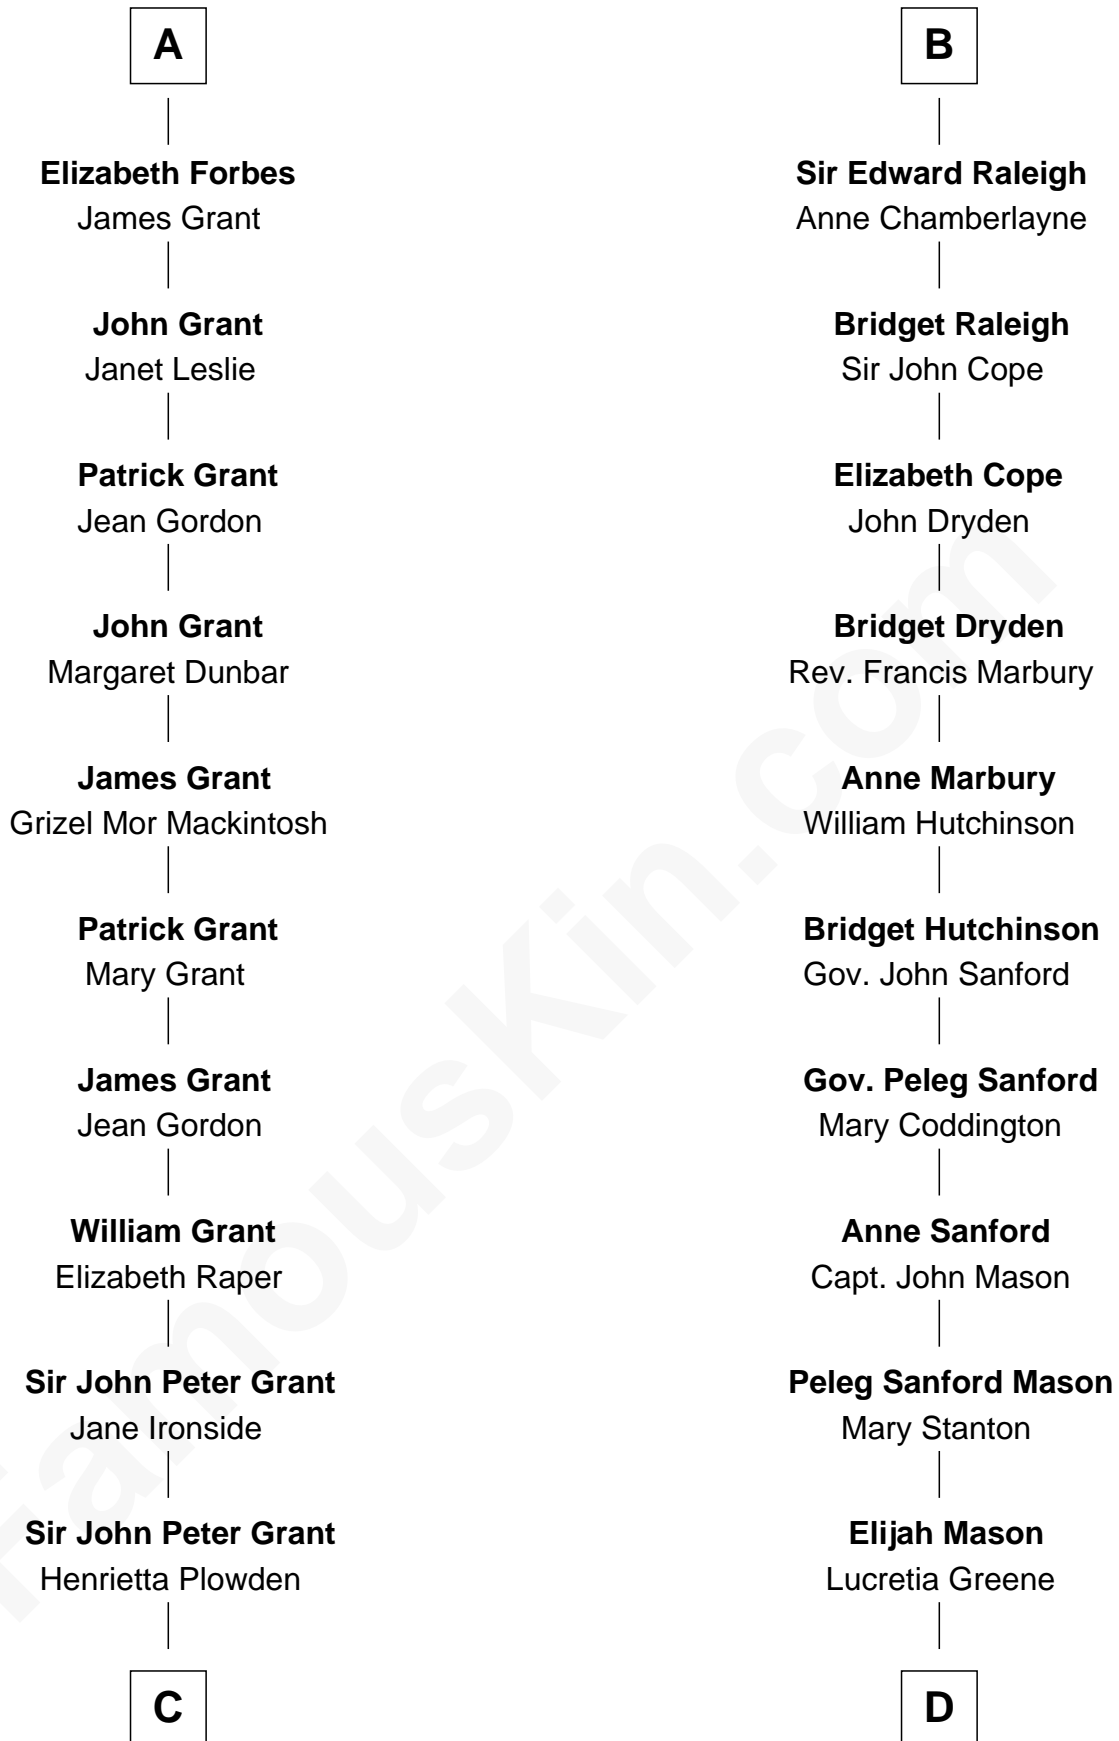 A
Elizabeth Forbes
James Grant
John Grant
Janet Leslie
Patrick Grant
Jean Gordon
John Grant
Margaret Dunbar
James Grant
Grizel Mor Mackintosh
Patrick Grant
Mary Grant
James Grant
Jean Gordon
William Grant
Elizabeth Raper
Sir John Peter Grant
Jane Ironside
Sir John Peter Grant
Henrietta Plowden
C
B
Sir Edward Raleigh
Anne Chamberlayne
Bridget Raleigh
Sir John Cope
Elizabeth Cope
John Dryden
Bridget Dryden
Rev. Francis Marbury
Anne Marbury
William Hutchinson
Bridget Hutchinson
Gov. John Sanford
Gov. Peleg Sanford
Mary Coddington
Anne Sanford
Capt. John Mason
Peleg Sanford Mason
Mary Stanton
Elijah Mason
Lucretia Greene
D
FamousKin.com